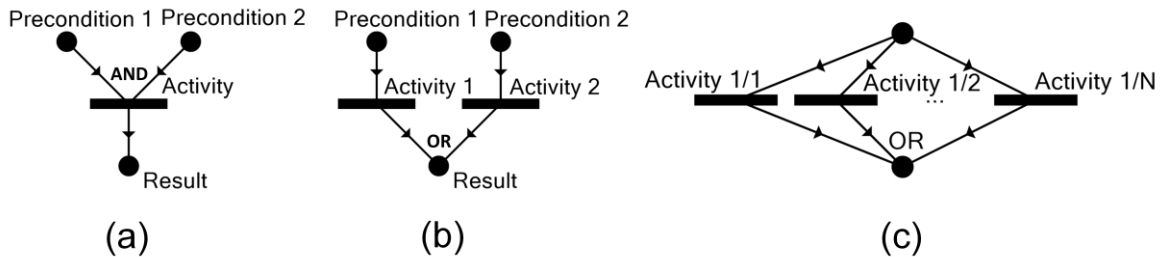 Precondition 1 Precondition 2
AND
Activity
Result
(a)
Precondition 1 Precondition 2
Activity 1 Activity 2
OR
Result
(b)
Activity 1/1 Activity 1/2 ... Activity 1/N
OR
(c)